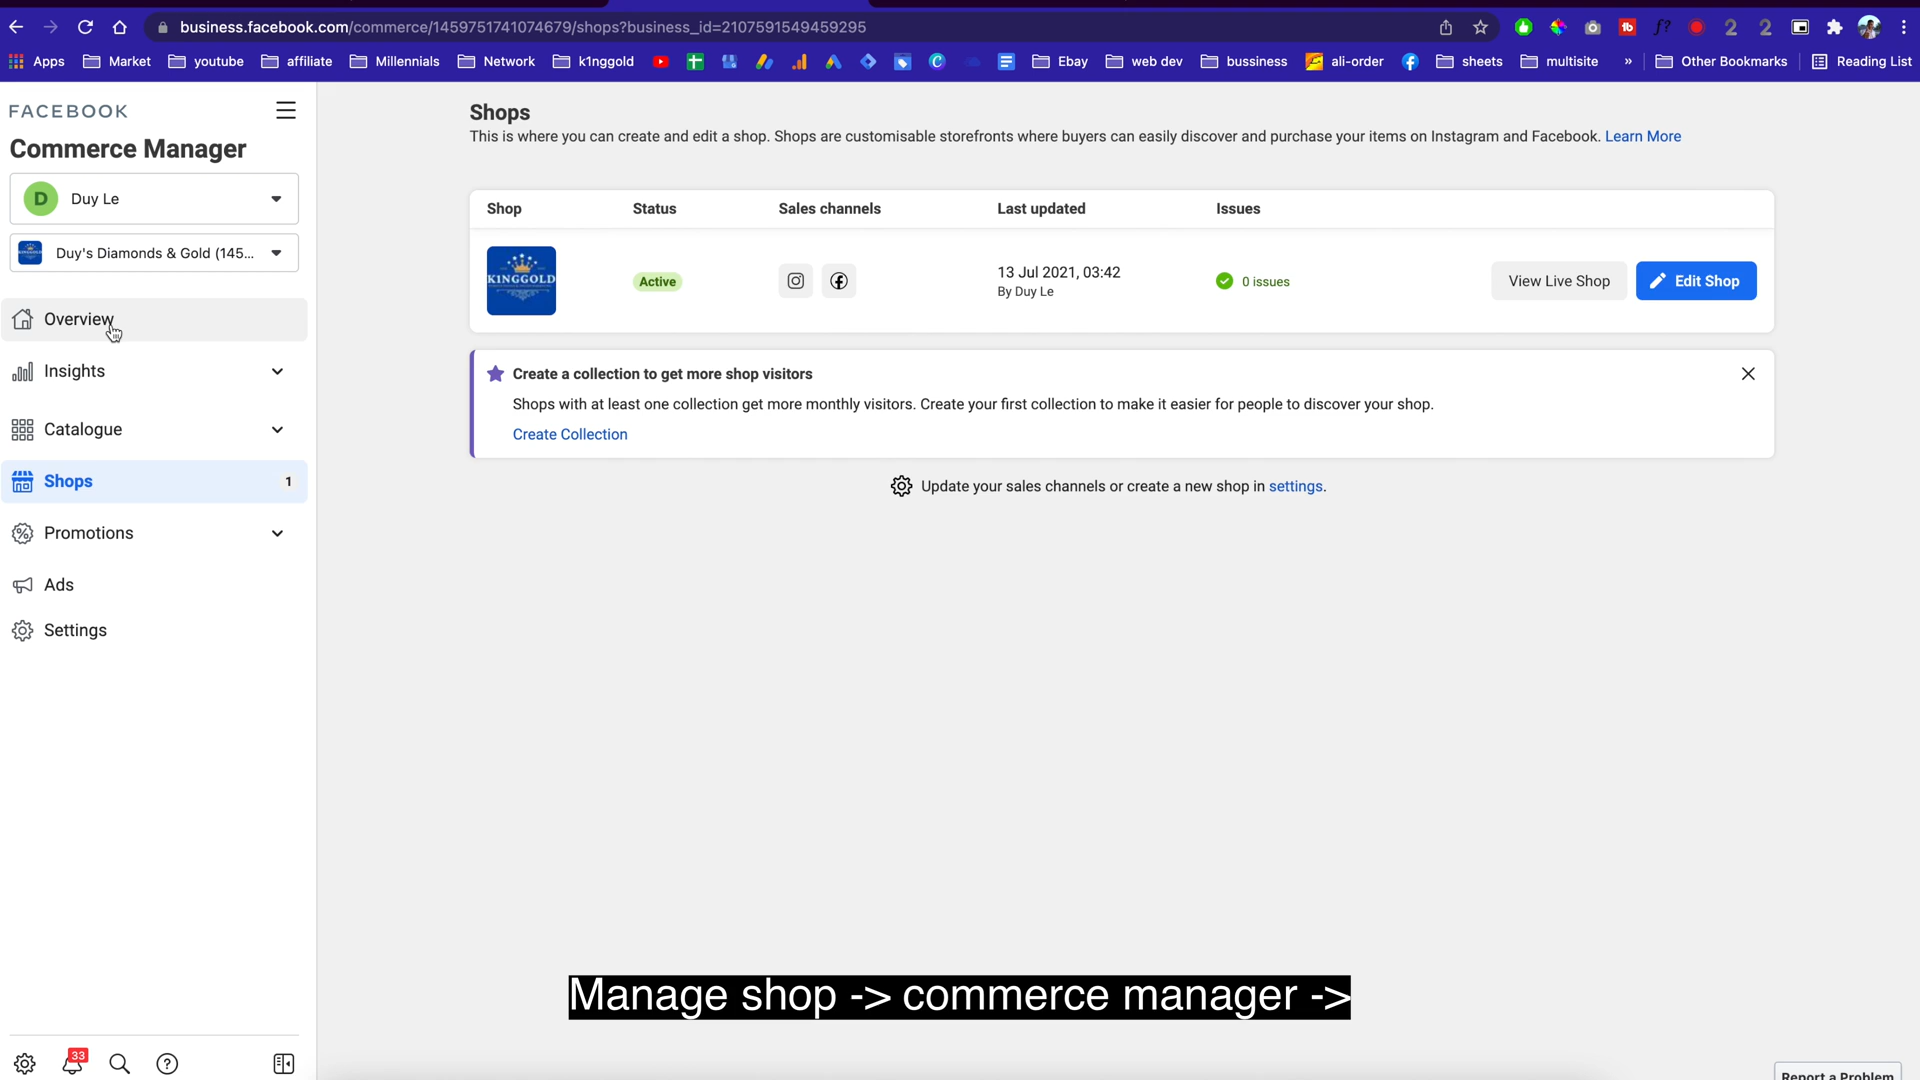 business.facebook.com/commerce/1459751741074679/shops?business_id=2107591549459295
Apps Market youtube affiliate Millennials Network k1nggold Ebay web dev bussiness ali-order sheets multisite » Other Bookmarks Reading List
FACEBOOK
Commerce Manager
D Duy Le
Duy's Diamonds & Gold (145...
Overview
Insights
Catalogue
Shops 1
Promotions
Ads
Settings
33
Shops
This is where you can create and edit a shop. Shops are customisable storefronts where buyers can easily discover and purchase your items on Instagram and Facebook. Learn More
Shop Status Sales channels Last updated Issues
KINGGOLD
Active
13 Jul 2021, 03:42
By Duy Le
0 issues
View Live Shop
Edit Shop
Create a collection to get more shop visitors
Shops with at least one collection get more monthly visitors. Create your first collection to make it easier for people to discover your shop.
Create Collection
Update your sales channels or create a new shop in settings.
Manage shop -> commerce manager ->
Report a Problem